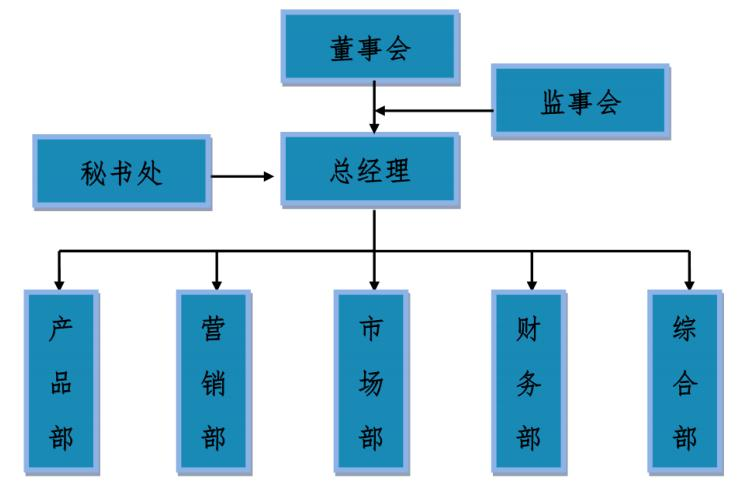 董事会
监事会
秘书处
总经理
产品部
营销部
市场部
财务部
综合部